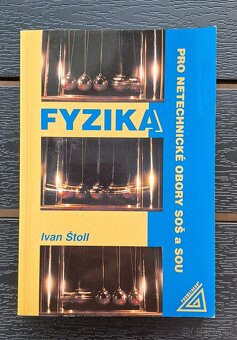 FYZIKA
PRO NETECHNICKÉ OBORY SOŠ a SOU
Ivan Štoll